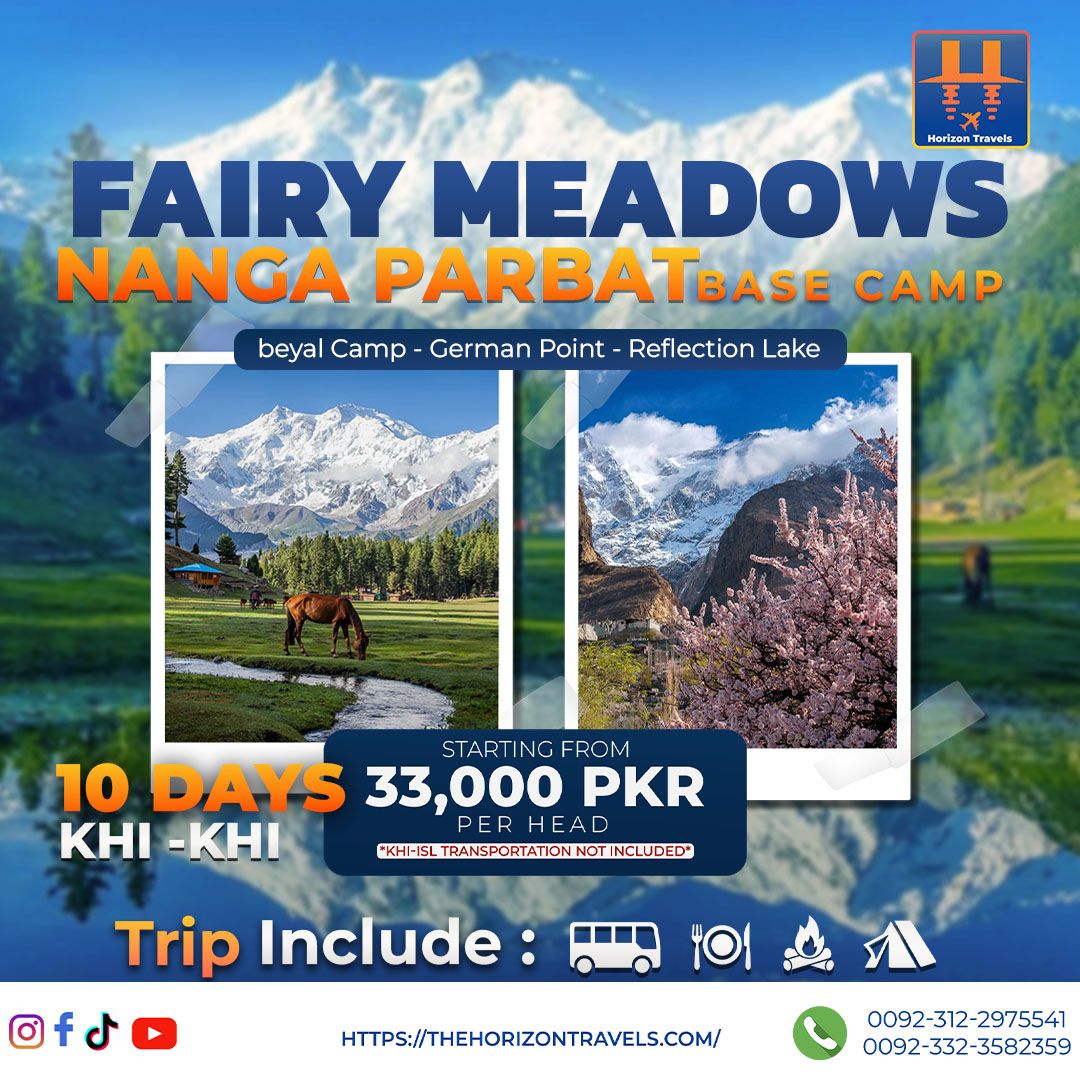 Horizon Travels
FAIRY MEADOWS
NANGA PARBAT BASE CAMP
beyal Camp - German Point - Reflection Lake
10 DAYS
KHI -KHI
STARTING FROM
33,000 PKR
PER HEAD
*KHI-ISL TRANSPORTATION NOT INCLUDED*
Trip Include :
HTTPS://THEHORIZONTRAVELS.COM/
0092-312-2975541
0092-332-3582359